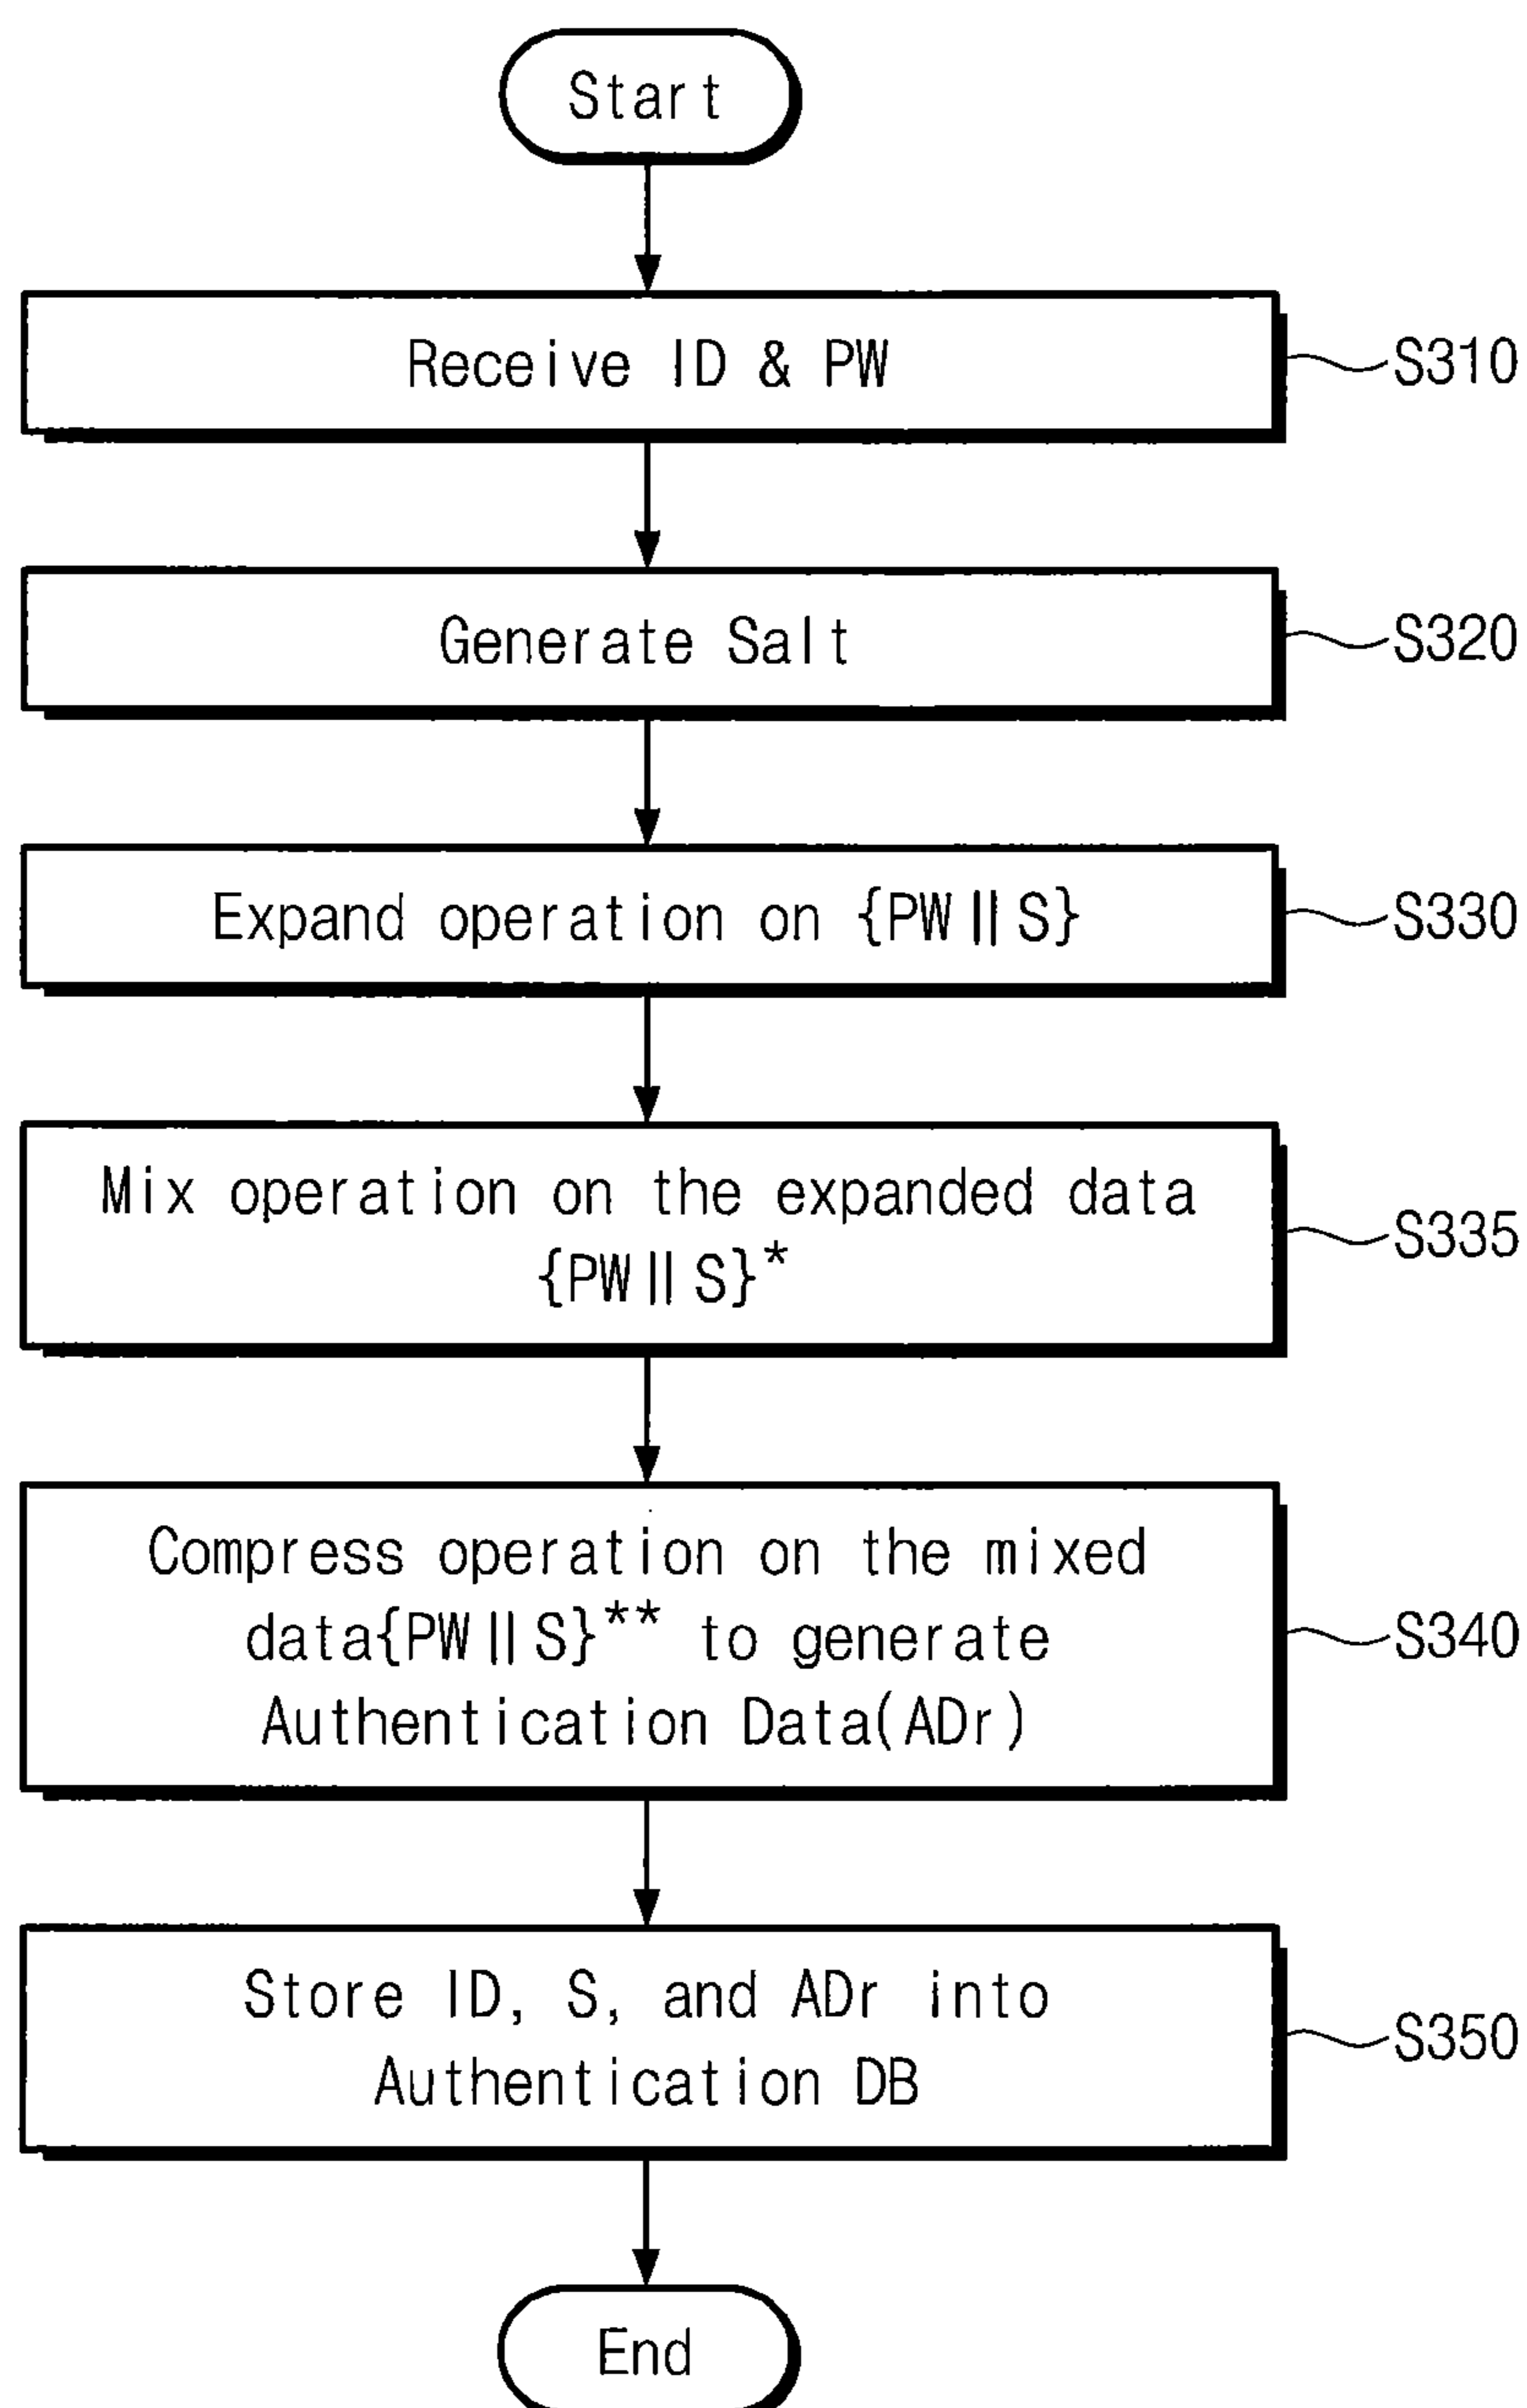 Start
Receive ID & PW
S310
Generate Salt
S320
Expand operation on {PW||S}
S330
Mix operation on the expanded data
{PW||S}*
S335
Compress operation on the mixed
data{PW||S}** to generate
Authentication Data(ADr)
S340
Store ID, S, and ADr into
Authentication DB
S350
End